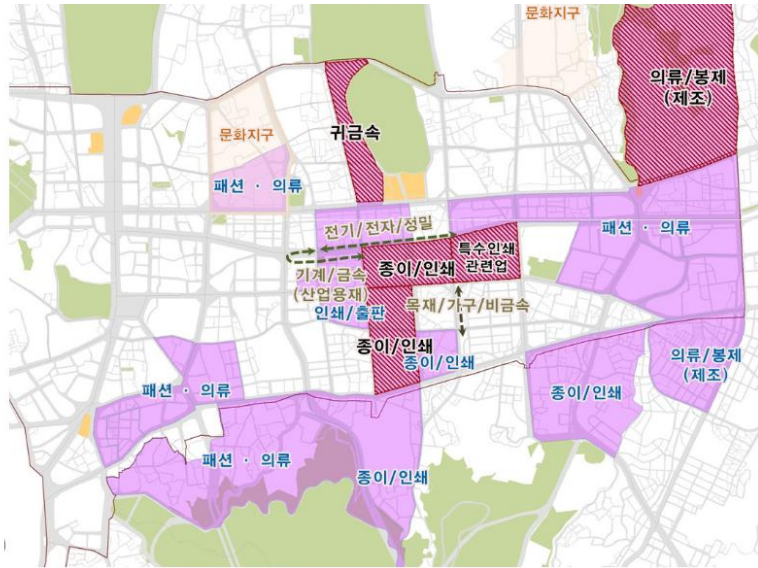 문화지구
의류/봉제
(제조)
귀금속
문화지구
패션 · 의류
전기/전자/정밀
패션 · 의류
특수인쇄
관련업
종이/인쇄
기계/금속
(산업용재)
목재/가구/비금속
인쇄/출판
종이/인쇄
종이/인쇄
의류/봉제
(제조)
패션 · 의류
종이/인쇄
패션 · 의류
종이/인쇄